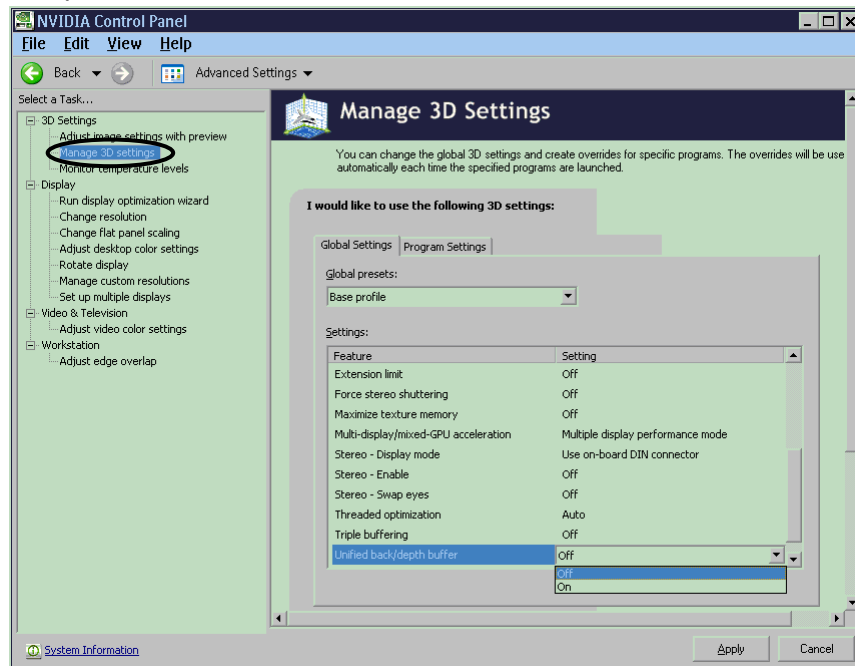 NVIDIA Control Panel
File Edit View Help
Back Advanced Settings
Select a Task...
3D Settings
Adjust image settings with preview
Manage 3D settings
Monitor temperature levels
Display
Run display optimization wizard
Change resolution
Change flat panel scaling
Adjust desktop color settings
Rotate display
Manage custom resolutions
Set up multiple displays
Video & Television
Adjust video color settings
Workstation
Adjust edge overlap
Manage 3D Settings
You can change the global 3D settings and create overrides for specific programs. The overrides will be use
automatically each time the specified programs are launched.
I would like to use the following 3D settings:
Global Settings Program Settings
Global presets:
Base profile
Settings:
Feature Setting
Extension limit Off
Force stereo shuttering Off
Maximize texture memory Off
Multi-display/mixed-GPU acceleration Multiple display performance mode
Stereo - Display mode Use on-board DIN connector
Stereo - Enable Off
Stereo - Swap eyes Off
Threaded optimization Auto
Triple buffering Off
Unified back/depth buffer Off
Off
On
System Information
Apply Cancel